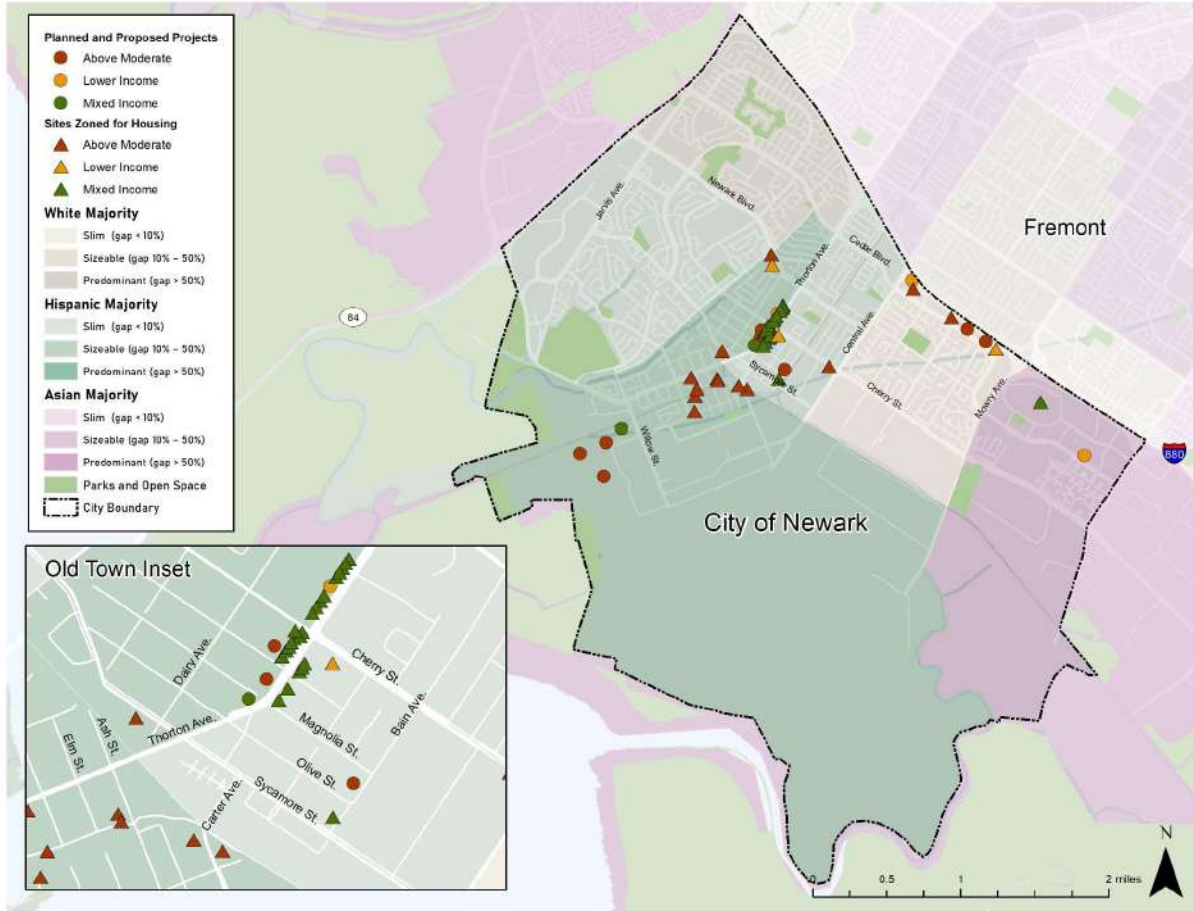 Planned and Proposed Projects
Above Moderate
Lower Income
Mixed Income
Sites Zoned for Housing
Above Moderate
Lower Income
Mixed Income
White Majority
Slim (gap < 10%)
Sizeable (gap 10% – 50%)
Predominant (gap > 50%)
Hispanic Majority
Slim (gap < 10%)
Sizeable (gap 10% – 50%)
Predominant (gap > 50%)
Asian Majority
Slim (gap < 10%)
Sizeable (gap 10% – 50%)
Predominant (gap > 50%)
Parks and Open Space
City Boundary
84
Jarvis Ave.
Newark Blvd.
Thorton Ave.
Cedar Blvd.
Central Ave.
Sycamore St.
Cherry St.
Mowry Ave.
Willow St.
Fremont
880
City of Newark
Old Town Inset
Dairy Ave.
Cherry St.
Bain Ave.
Magnolia St.
Thorton Ave.
Ash St.
Elm St.
Olive St.
Sycamore St.
Carter Ave.
N
0 0.5 1 2 miles